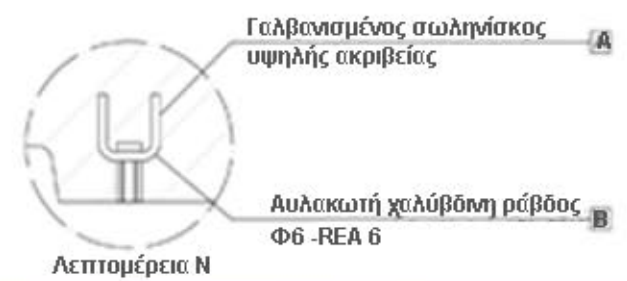 Γαλβανισμένος σωληνίσκος
υψηλής ακριβείας
A
Αυλακωτή χαλύβδινη ράβδος
Φ6 -REA 6
B
Λεπτομέρεια N